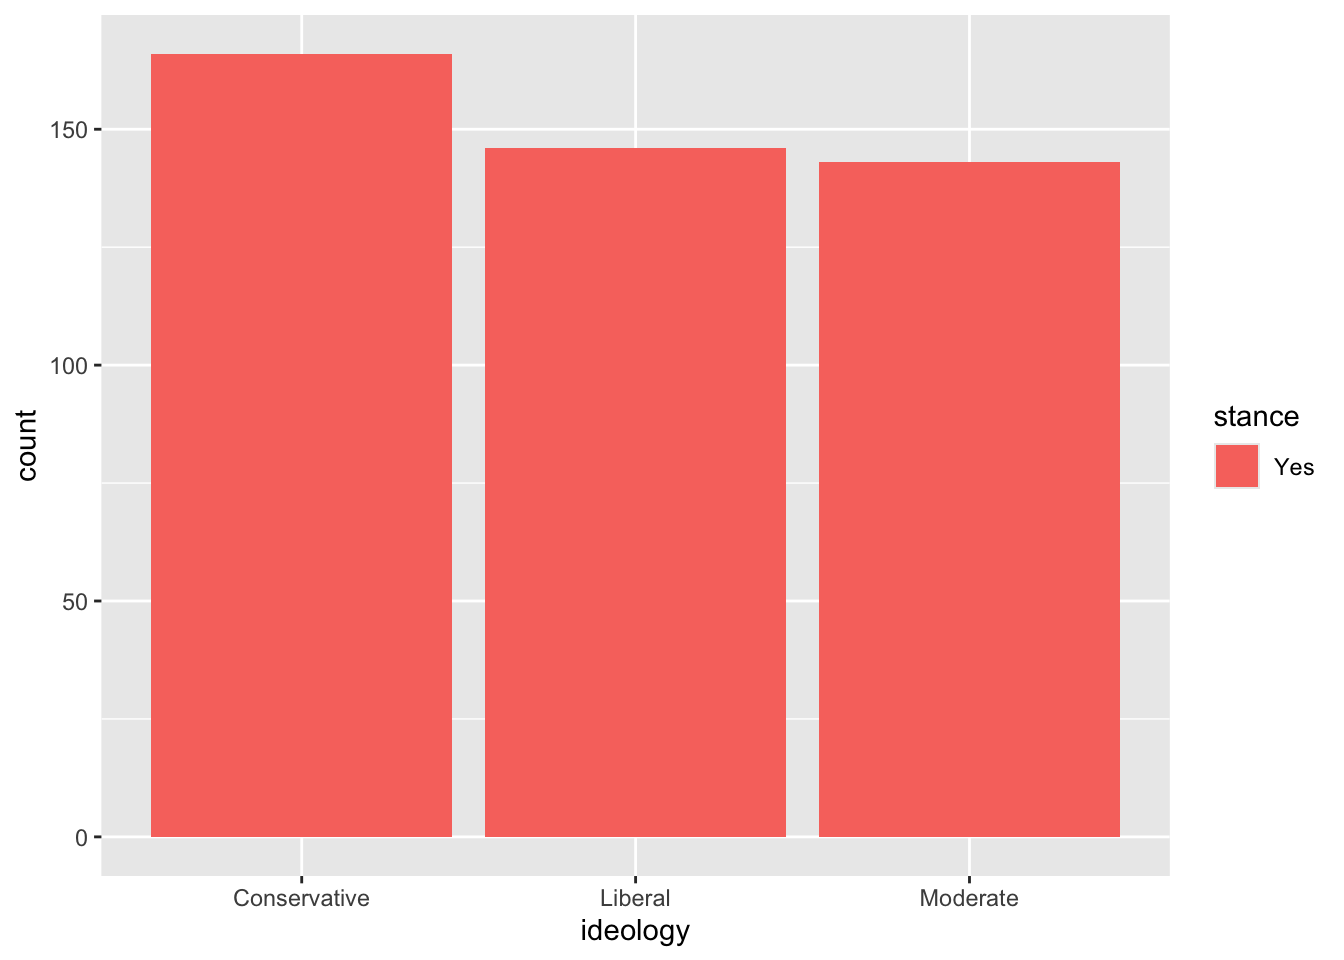 150
100
50
0
count
Conservative
Liberal
Moderate
ideology
stance
Yes